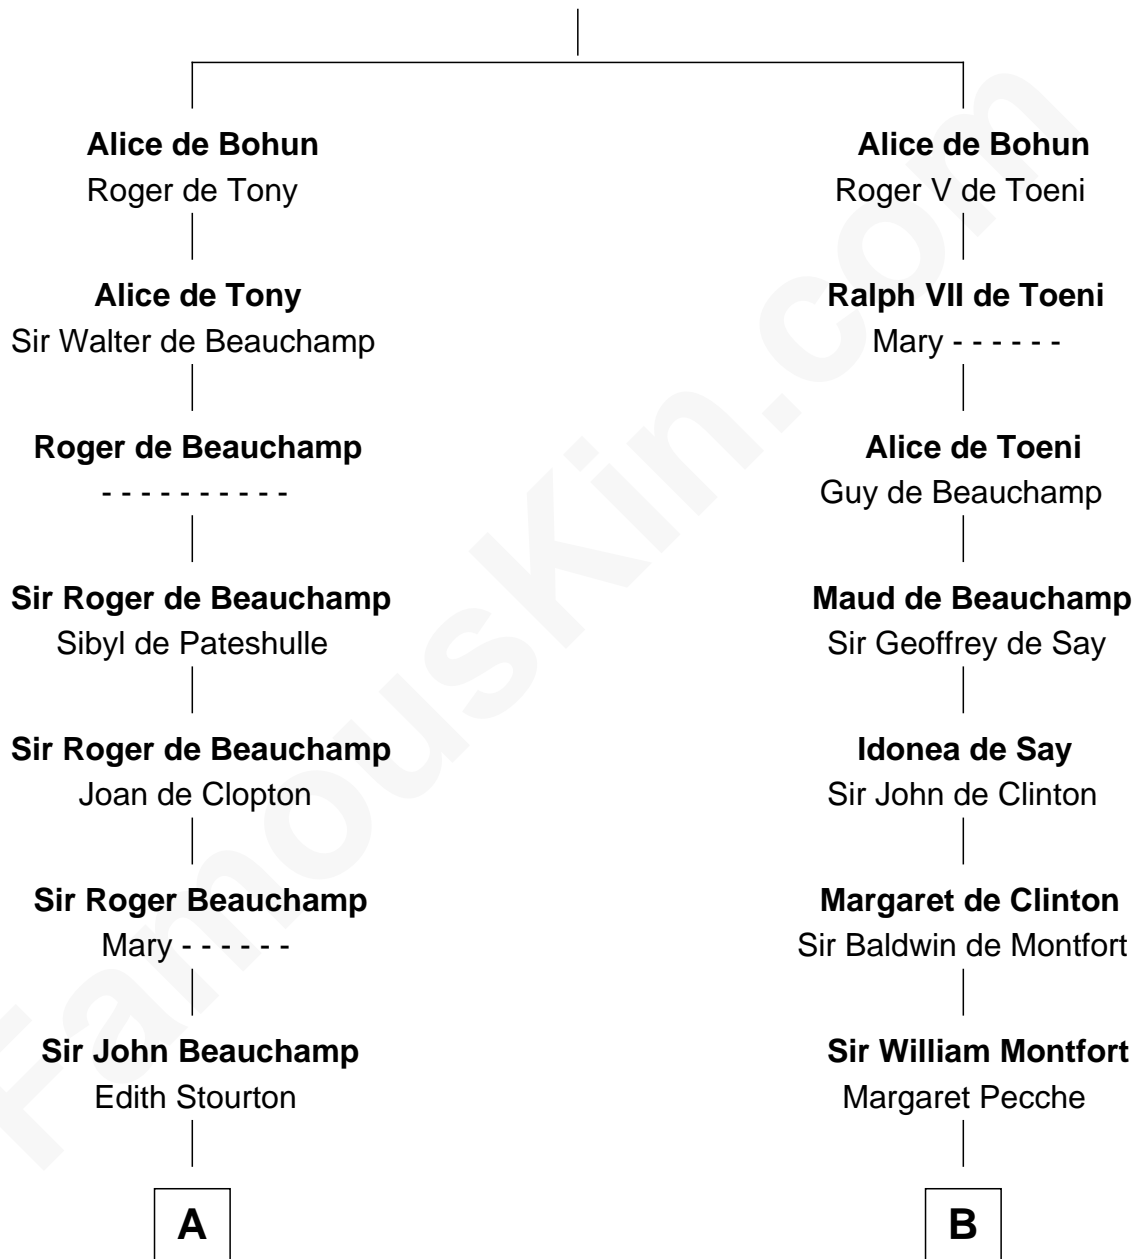 Alice de Bohun
Roger de Tony
Alice de Tony
Sir Walter de Beauchamp
Roger de Beauchamp
- - - - - - - - - -
Sir Roger de Beauchamp
Sibyl de Pateshulle
Sir Roger de Beauchamp
Joan de Clopton
Sir Roger Beauchamp
Mary - - - - - -
Sir John Beauchamp
Edith Stourton
A
Alice de Bohun
Roger V de Toeni
Ralph VII de Toeni
Mary - - - - - -
Alice de Toeni
Guy de Beauchamp
Maud de Beauchamp
Sir Geoffrey de Say
Idonea de Say
Sir John de Clinton
Margaret de Clinton
Sir Baldwin de Montfort
Sir William Montfort
Margaret Pecche
B
FamousKin.com